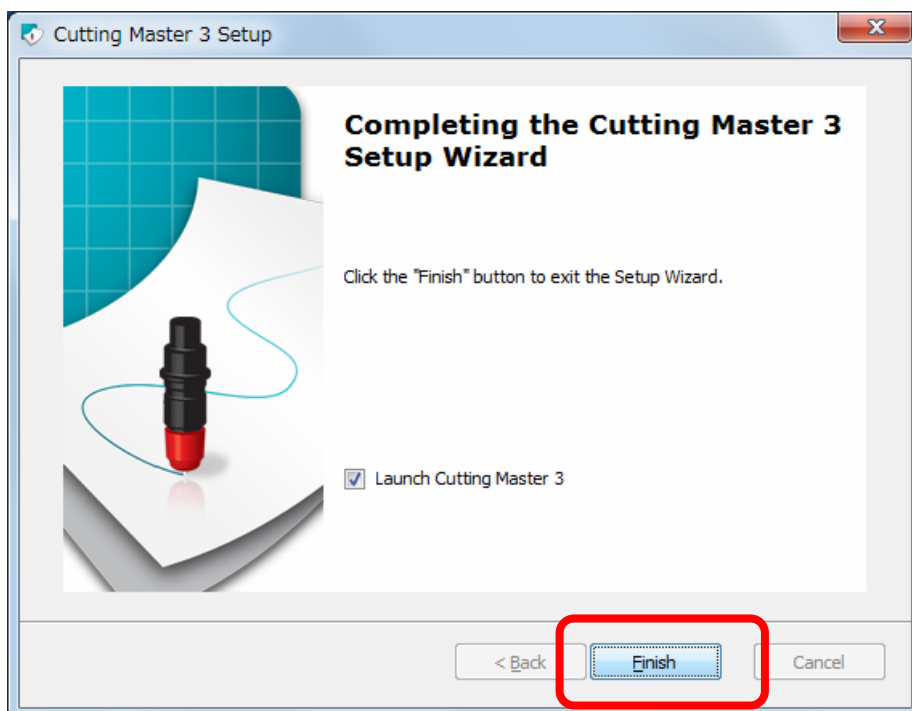 Cutting Master 3 Setup
X
Completing the Cutting Master 3
Setup Wizard
Click the "Finish" button to exit the Setup Wizard.
Launch Cutting Master 3
< Back
Finish
Cancel